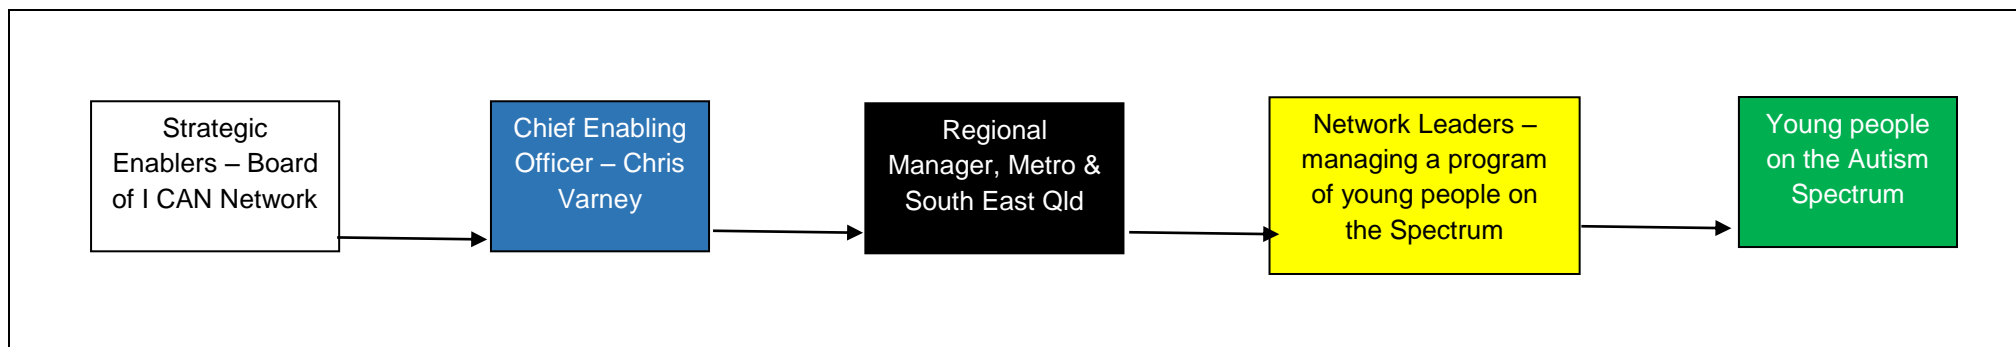 Strategic
Enablers – Board
of I CAN Network
Chief Enabling
Officer – Chris
Varney
Regional
Manager, Metro &
South East Qld
Network Leaders –
managing a program
of young people on
the Spectrum
Young people
on the Autism
Spectrum